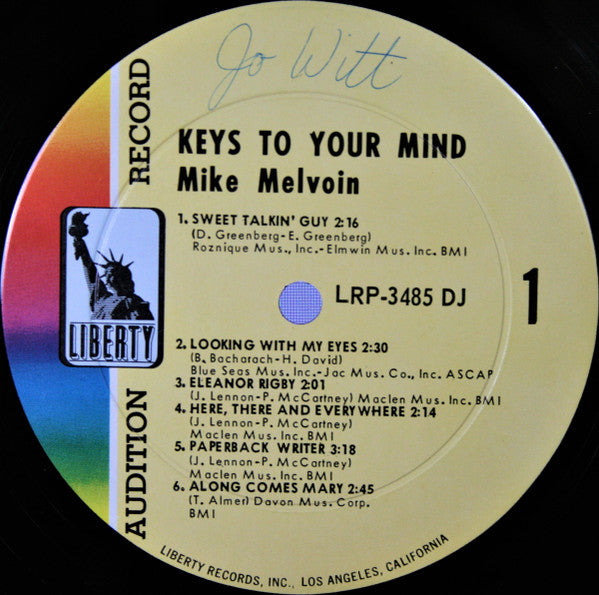 Jo Witt
KEYS TO YOUR MIND
Mike Melvoin
1. SWEET TALKIN' GUY 2:16
(D. Greenberg-E. Greenberg)
Roznique Mus., Inc.-Elmwin Mus. Inc. BMI
LRP-3485 DJ
1
2. LOOKING WITH MY EYES 2:30
(B. Bacharach-H. David)
Blue Seas Mus. Inc.-Jac Mus. Co., Inc. ASCAP
3. ELEANOR RIGBY 2:01
(J. Lennon-P. McCartney) Maclen Mus. Inc. BMI
4. HERE, THERE AND EVERYWHERE 2:14
(J. Lennon-P. McCartney)
Maclen Mus. Inc. BMI
5. PAPERBACK WRITER 3:18
(J. Lennon-P. McCartney)
Maclen Mus. Inc. BMI
6. ALONG COMES MARY 2:45
(T. Almer) Davon Mus. Corp.
BMI
AUDITION RECORD
LIBERTY
LIBERTY RECORDS, INC., LOS ANGELES, CALIFORNIA